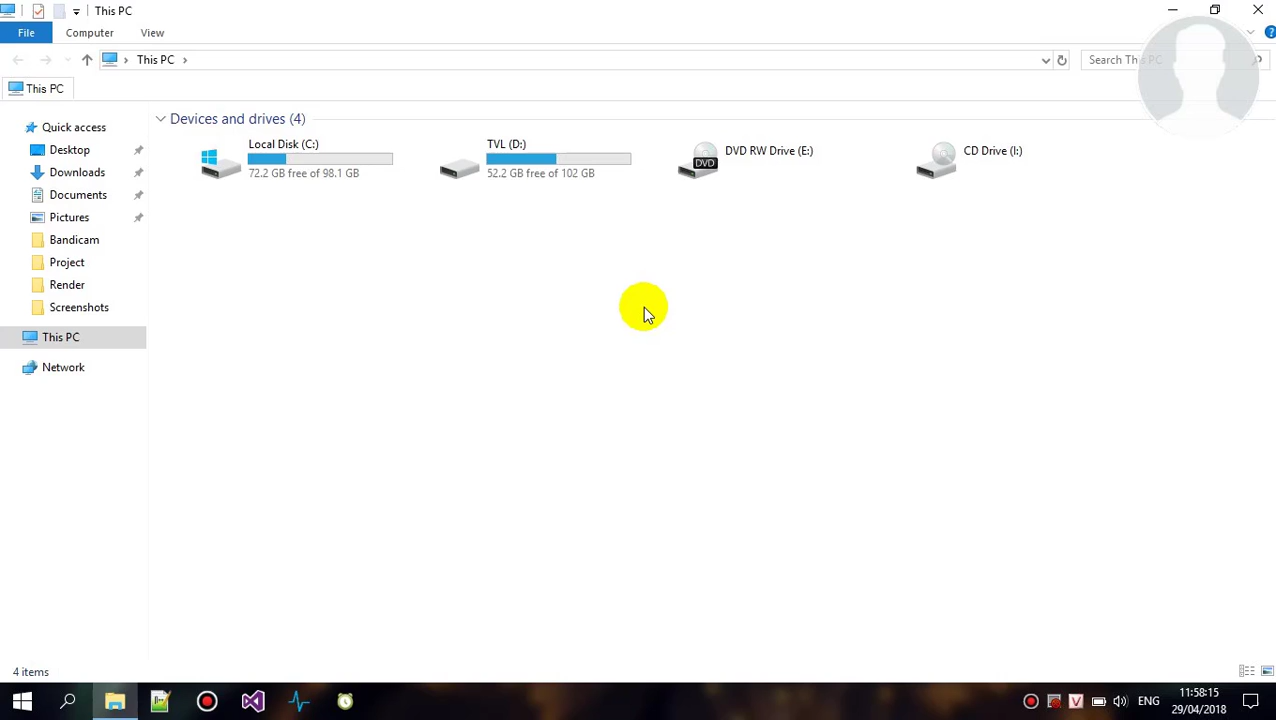 This PC
File
Computer
View
This PC
Search This PC
This PC
Quick access
Desktop
Downloads
Documents
Pictures
Bandicam
Project
Render
Screenshots
This PC
Network
Devices and drives (4)
Local Disk (C:)
72.2 GB free of 98.1 GB
TVL (D:)
52.2 GB free of 102 GB
DVD
DVD RW Drive (E:)
CD Drive (I:)
4 items
V
ENG
11:58:15
29/04/2018